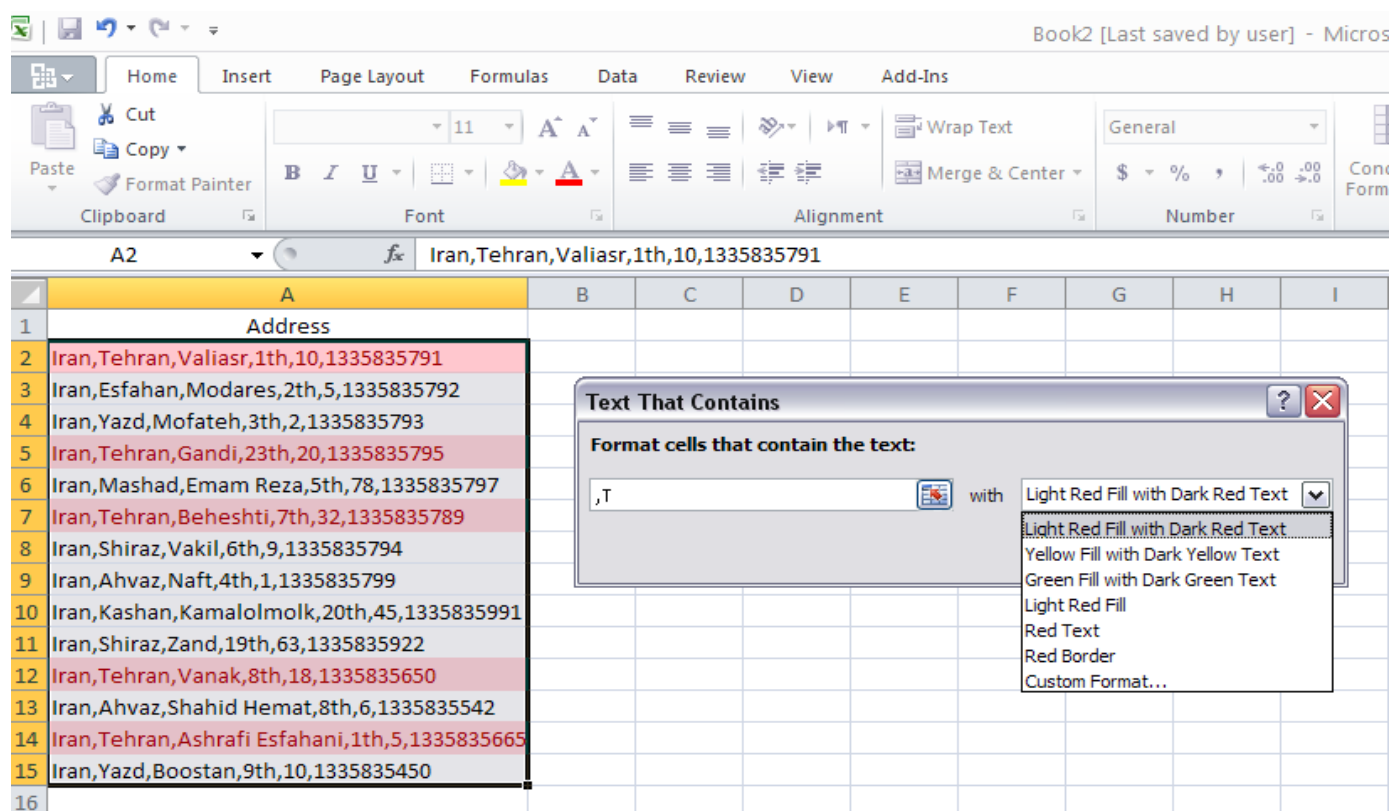 Book2 [Last saved by user] - Micros
Home Insert Page Layout Formulas Data Review View Add-Ins
Cut
Copy
Format Painter
Paste
11 A A
B I U A
Wrap Text
Merge & Center
General
$ % , .0 .00 .00 .0
Conc
Form
Clipboard Font Alignment Number
A2 fx Iran,Tehran,Valiasr,1th,10,1335835791
A B C D E F G H I
1 Address
2 Iran,Tehran,Valiasr,1th,10,1335835791
3 Iran,Esfahan,Modares,2th,5,1335835792
4 Iran,Yazd,Mofateh,3th,2,1335835793
5 Iran,Tehran,Gandi,23th,20,1335835795
6 Iran,Mashad,Emam Reza,5th,78,1335835797
7 Iran,Tehran,Beheshti,7th,32,1335835789
8 Iran,Shiraz,Vakil,6th,9,1335835794
9 Iran,Ahvaz,Naft,4th,1,1335835799
10 Iran,Kashan,Kamalolmolk,20th,45,1335835991
11 Iran,Shiraz,Zand,19th,63,1335835922
12 Iran,Tehran,Vanak,8th,18,1335835650
13 Iran,Ahvaz,Shahid Hemat,8th,6,1335835542
14 Iran,Tehran,Ashrafi Esfahani,1th,5,1335835665
15 Iran,Yazd,Boostan,9th,10,1335835450
16
Text That Contains ?
Format cells that contain the text:
,T with Light Red Fill with Dark Red Text
Light Red Fill with Dark Red Text
Yellow Fill with Dark Yellow Text
Green Fill with Dark Green Text
Light Red Fill
Red Text
Red Border
Custom Format...